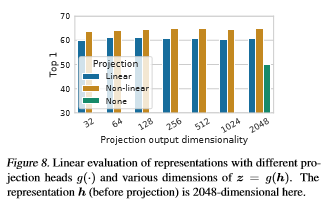 70
60
50
40
30
Top 1
Projection
Linear
Non-linear
None
32
64
128
256
512
1024
2048
Projection output dimensionality
Figure 8. Linear evaluation of representations with different pro-
jection heads g(·) and various dimensions of z = g(h). The
representation h (before projection) is 2048-dimensional here.